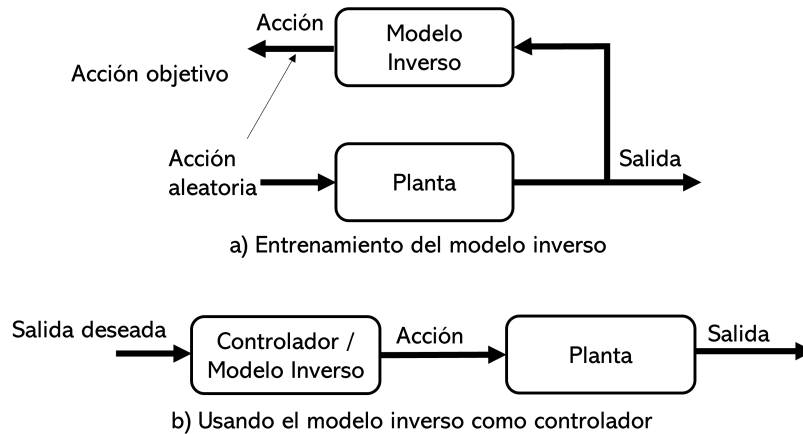 Acción
Modelo
Inverso
Acción objetivo
Acción
aleatoria
Planta
Salida
a) Entrenamiento del modelo inverso
Salida deseada
Controlador /
Modelo Inverso
Acción
Planta
Salida
b) Usando el modelo inverso como controlador